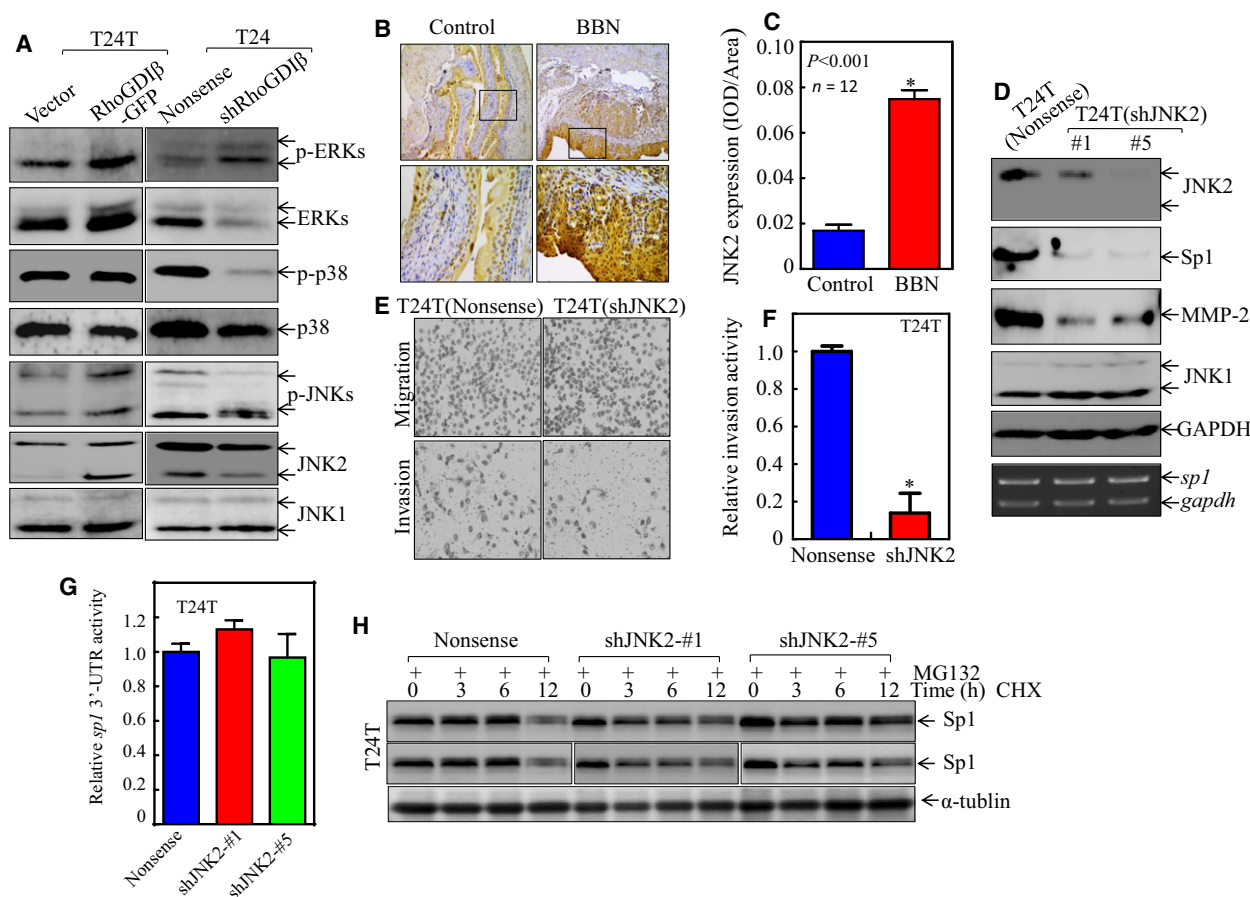 A
T24T
T24
Vector
RhoGDIβ
-GFP
Nonsense
shRhoGDIβ
p-ERKs
ERKs
p-p38
p38
p-JNKs
JNK2
JNK1
B
Control
BBN
C
JNK2 expression (IOD/Area)
0.10
0.08
0.06
0.04
0.02
0
P<0.001
n = 12
*
Control
BBN
D
T24T
(Nonsense)
T24T(shJNK2)
#1
#5
JNK2
Sp1
MMP-2
JNK1
GAPDH
sp1
gapdh
E
T24T(Nonsense)
T24T(shJNK2)
Migration
Invasion
F
Relative invasion activity
T24T
1.0
0.8
0.6
0.4
0.2
0
*
Nonsense
shJNK2
G
Relative sp1 3’-UTR activity
T24T
1.2
1.0
0.8
0.6
0.4
0.2
0
Nonsense
shJNK2-#1
shJNK2-#5
H
Nonsense
shJNK2-#1
shJNK2-#5
+ + + + + + + + + + + + MG132
0 3 6 12 0 3 6 12 0 3 6 12 Time (h) CHX
T24T
Sp1
Sp1
α-tublin